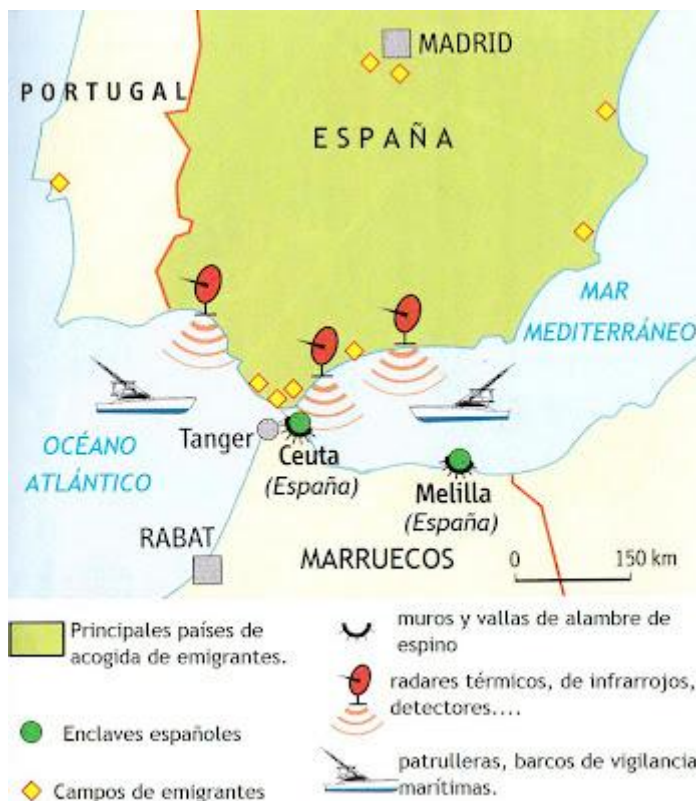 MADRID
PORTUGAL
ESPAÑA
MAR
MEDITERRÁNEO
OCÉANO
ATLÁNTICO
Tanger
Ceuta
(España)
Melilla
(España)
RABAT
MARRUECOS
0 150 km
Principales países de
acogida de emigrantes.
Enclaves españoles
Campos de emigrantes
muros y vallas de alambre de
espino
radares térmicos, de infrarrojos,
detectores....
patrulleras, barcos de vigilancia
marítimas.